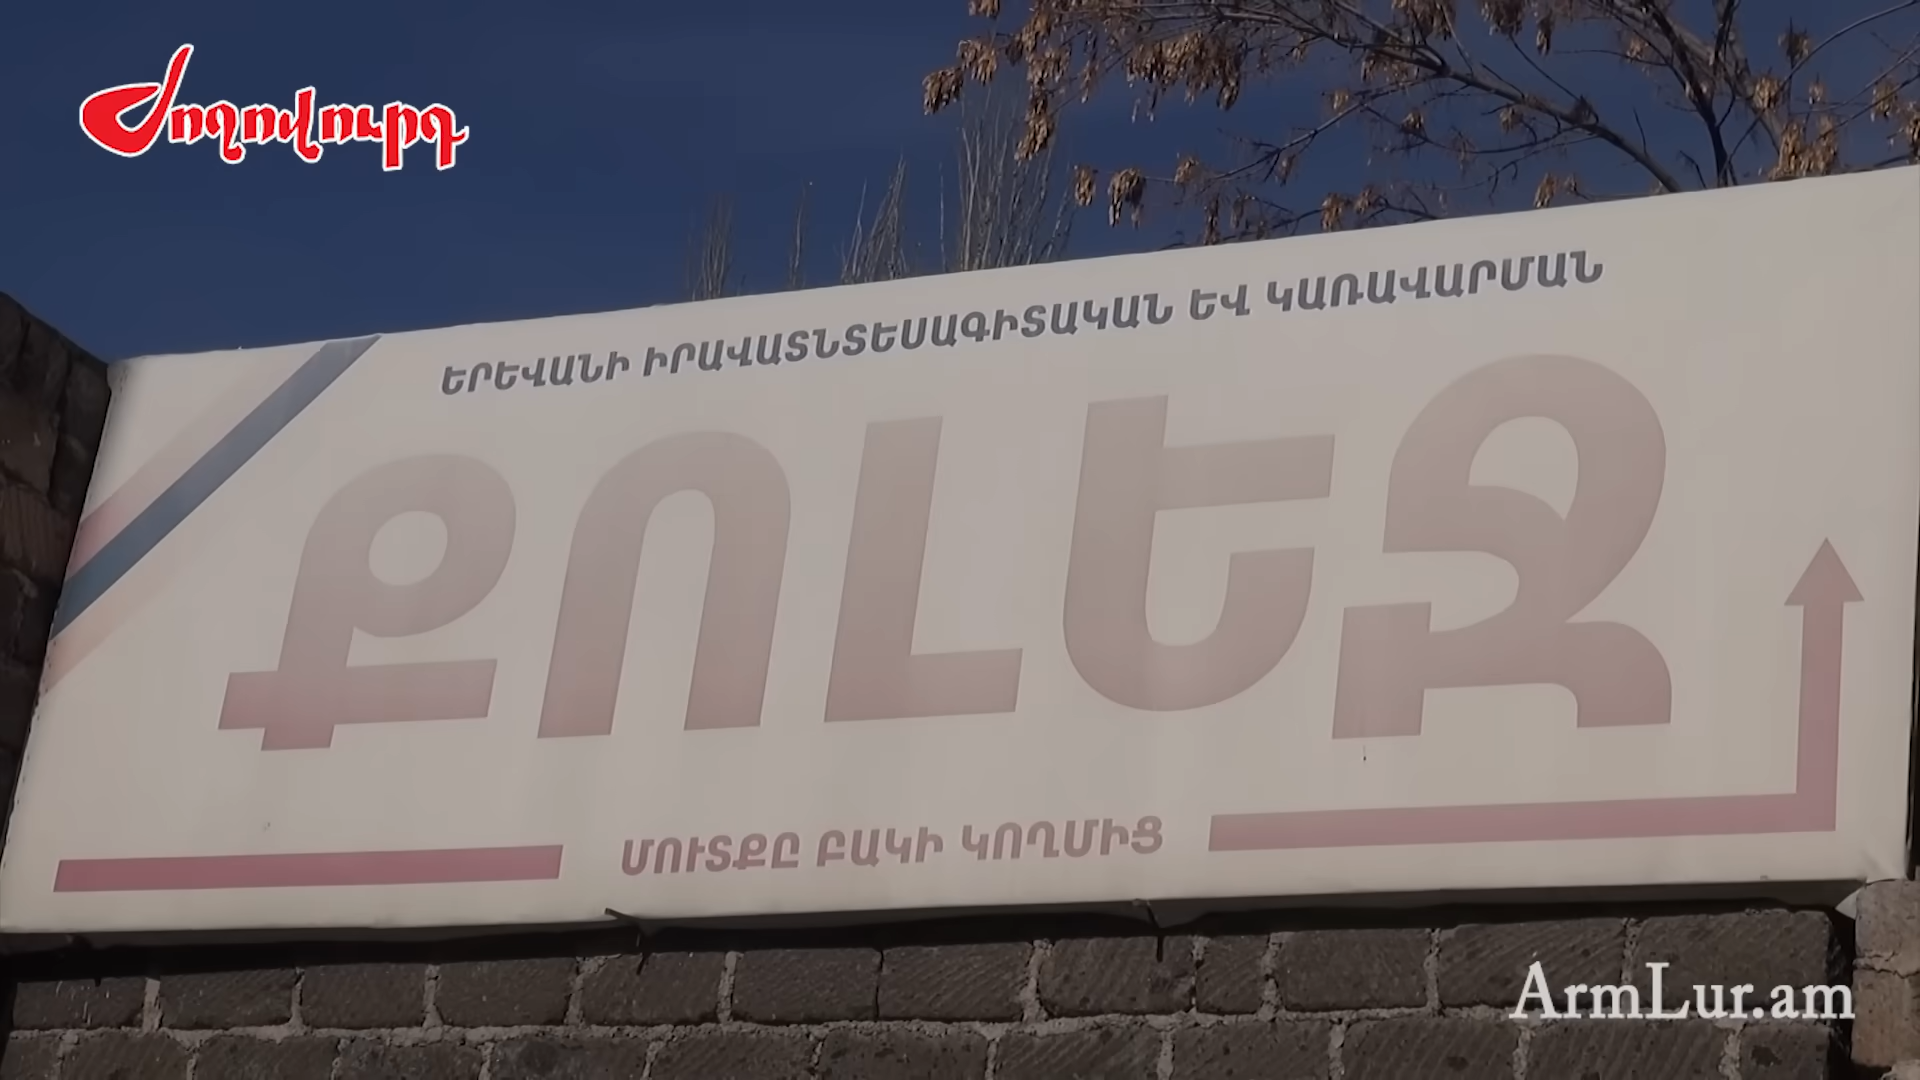 Ժողովուրդ
ԵՐԵՎԱՆԻ ԻՐԱՎԱՏՆՏԵՍԱԳԻՏԱԿԱՆ ԵՎ ԿԱՌԱՎԱՐՄԱՆ
ՔՈԼԵՋ
ՄՈՒՏՔԸ ԲԱԿԻ ԿՈՂՄԻՑ
ArmLur.am